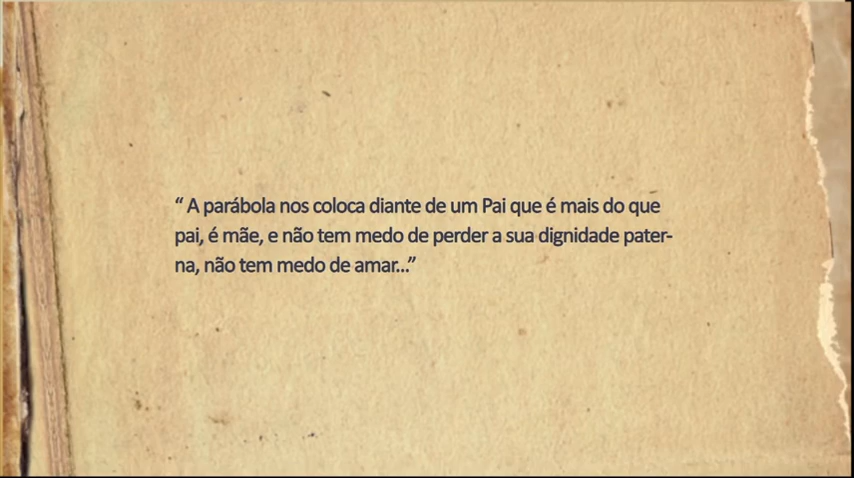 “ A parábola nos coloca diante de um Pai que é mais do que
pai, é mãe, e não tem medo de perder a sua dignidade pater-
na, não tem medo de amar...”